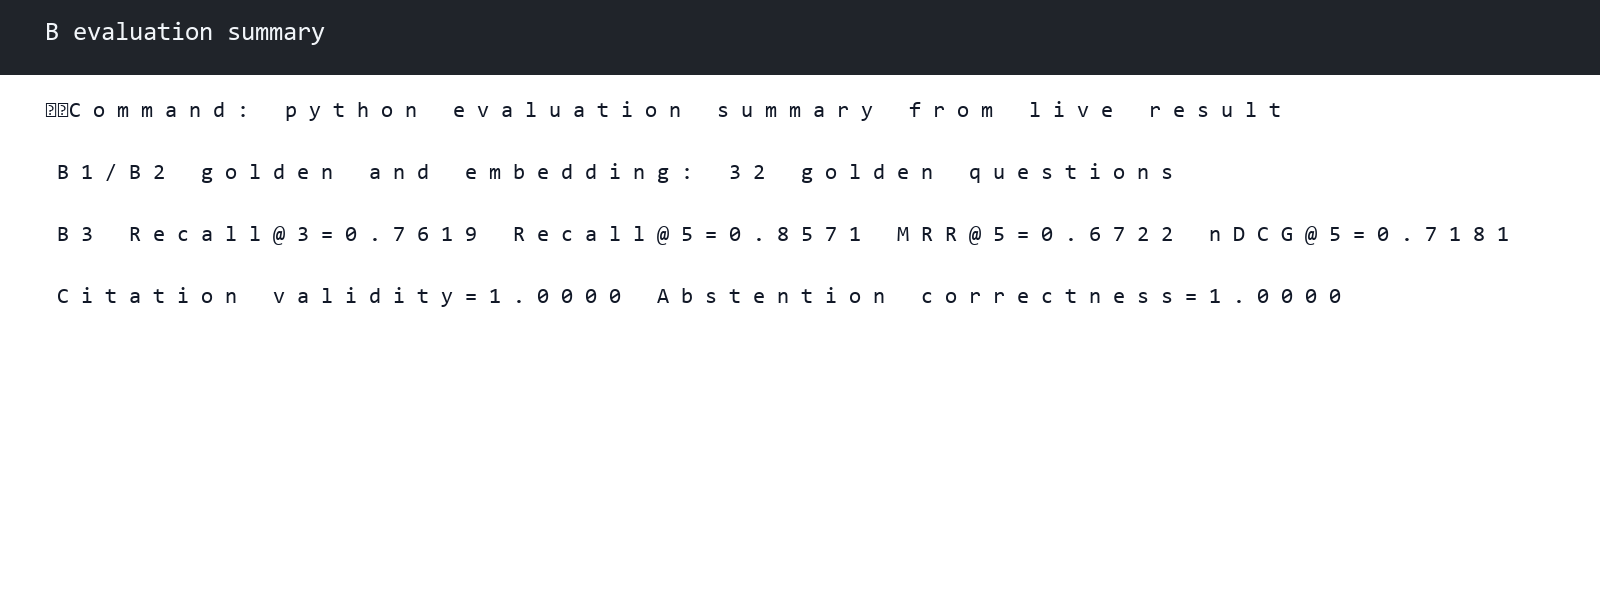 B evaluation summary
Command: python evaluation summary from live result
B1/B2 golden and embedding: 32 golden questions
B3 Recall@3=0.7619 Recall@5=0.8571 MRR@5=0.6722 nDCG@5=0.7181
Citation validity=1.0000 Abstention correctness=1.0000